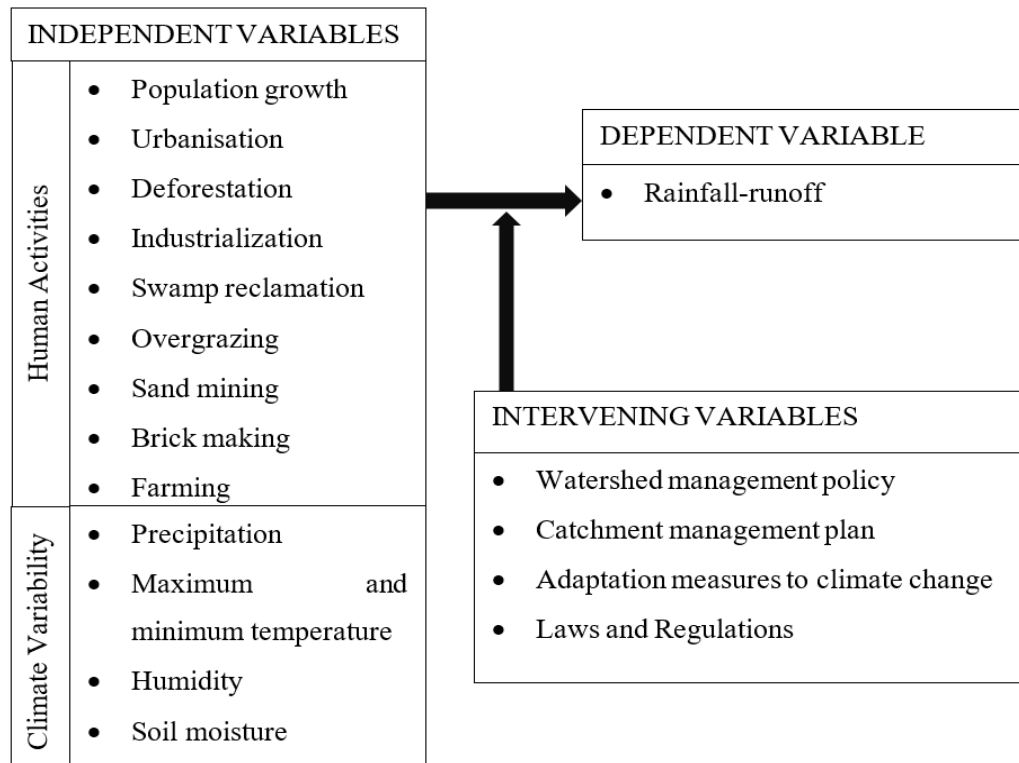 INDEPENDENT VARIABLES
Human Activities
• Population growth
• Urbanisation
• Deforestation
• Industrialization
• Swamp reclamation
• Overgrazing
• Sand mining
• Brick making
• Farming
Climate Variability
• Precipitation
• Maximum and
minimum temperature
• Humidity
• Soil moisture
DEPENDENT VARIABLE
• Rainfall-runoff
INTERVENING VARIABLES
• Watershed management policy
• Catchment management plan
• Adaptation measures to climate change
• Laws and Regulations